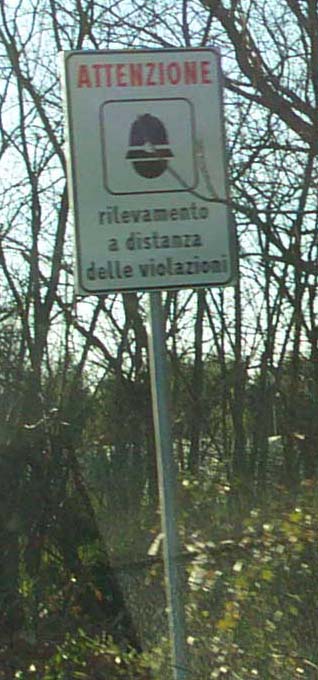 ATTENZIONE
rilevamento
a distanza
delle violazioni